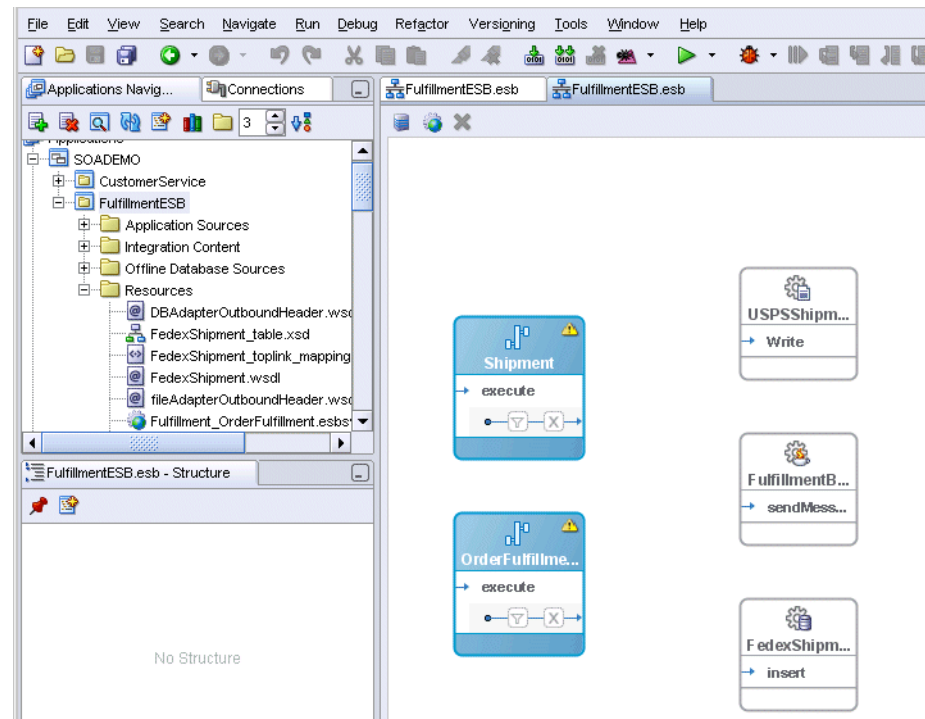 File Edit View Search Navigate Run Debug Refactor Versioning Tools Window Help
Applications Navig... Connections
FulfillmentESB.esb FulfillmentESB.esb
3
Applications
SOADEMO
CustomerService
FulfillmentESB
Application Sources
Integration Content
Offline Database Sources
Resources
DBAdapterOutboundHeader.wsd
FedexShipment_table.xsd
FedexShipment_toplink_mapping
FedexShipment.wsdl
fileAdapterOutboundHeader.wsd
Fulfillment_OrderFulfillment.esbs
FulfillmentESB.esb - Structure
No Structure
Shipment
execute
OrderFulfillme...
execute
USPSShipm...
Write
FulfillmentB...
sendMess...
FedexShipm...
insert